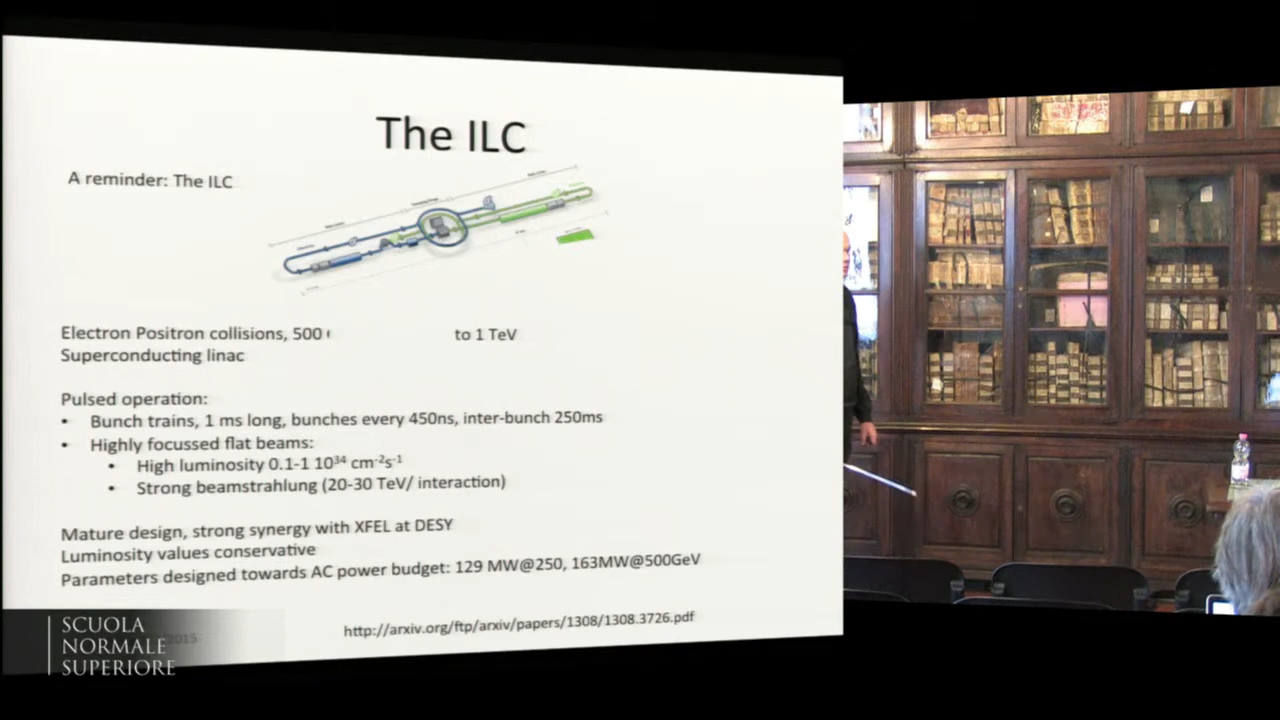 The ILC
A reminder: The ILC
Electron Positron collisions, 500 to 1 TeV
Superconducting linac
Pulsed operation:
• Bunch trains, 1 ms long, bunches every 450ns, inter-bunch 250ms
• Highly focussed flat beams:
• High luminosity 0.1-1 10³⁴ cm⁻²s⁻¹
• Strong beamstrahlung (20-30 TeV/ interaction)
Mature design, strong synergy with XFEL at DESY
Luminosity values conservative
Parameters designed towards AC power budget: 129 MW@250, 163MW@500GeV
http://arxiv.org/ftp/arxiv/papers/1308/1308.3726.pdf
SCUOLA
NORMALE
2015
SUPERIORE